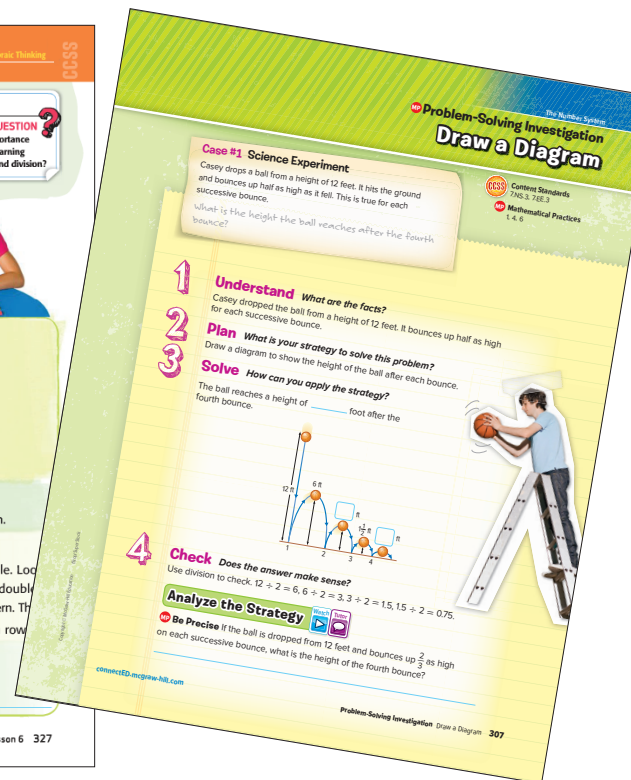 raic Thinking
CCSS
ESTION
ortance
arning
nd division?
n.
le. Loo
double
ern. Th
row
son 6 327
The Number System
MP Problem-Solving Investigation
Draw a Diagram
Case #1 Science Experiment
Casey drops a ball from a height of 12 feet. It hits the ground
and bounces up half as high as it fell. This is true for each
successive bounce.
What is the height the ball reaches after the fourth
bounce?
CCSS Content Standards
7.NS.3, 7.EE.3
MP Mathematical Practices
1, 4, 6
1 Understand What are the facts?
Casey dropped the ball from a height of 12 feet. It bounces up half as high
for each successive bounce.
2 Plan What is your strategy to solve this problem?
Draw a diagram to show the height of the ball after each bounce.
3 Solve How can you apply the strategy?
The ball reaches a height of ______ foot after the
fourth bounce.
12 ft
6 ft
ft
1 1/2 ft
ft
1 2 3 4
4 Check Does the answer make sense?
Use division to check. 12 ÷ 2 = 6, 6 ÷ 2 = 3, 3 ÷ 2 = 1.5, 1.5 ÷ 2 = 0.75.
Analyze the Strategy Watch Tutor
MP Be Precise If the ball is dropped from 12 feet and bounces up 2/3 as high
on each successive bounce, what is the height of the fourth bounce?
connectED.mcgraw-hill.com
Problem-Solving Investigation Draw a Diagram 307